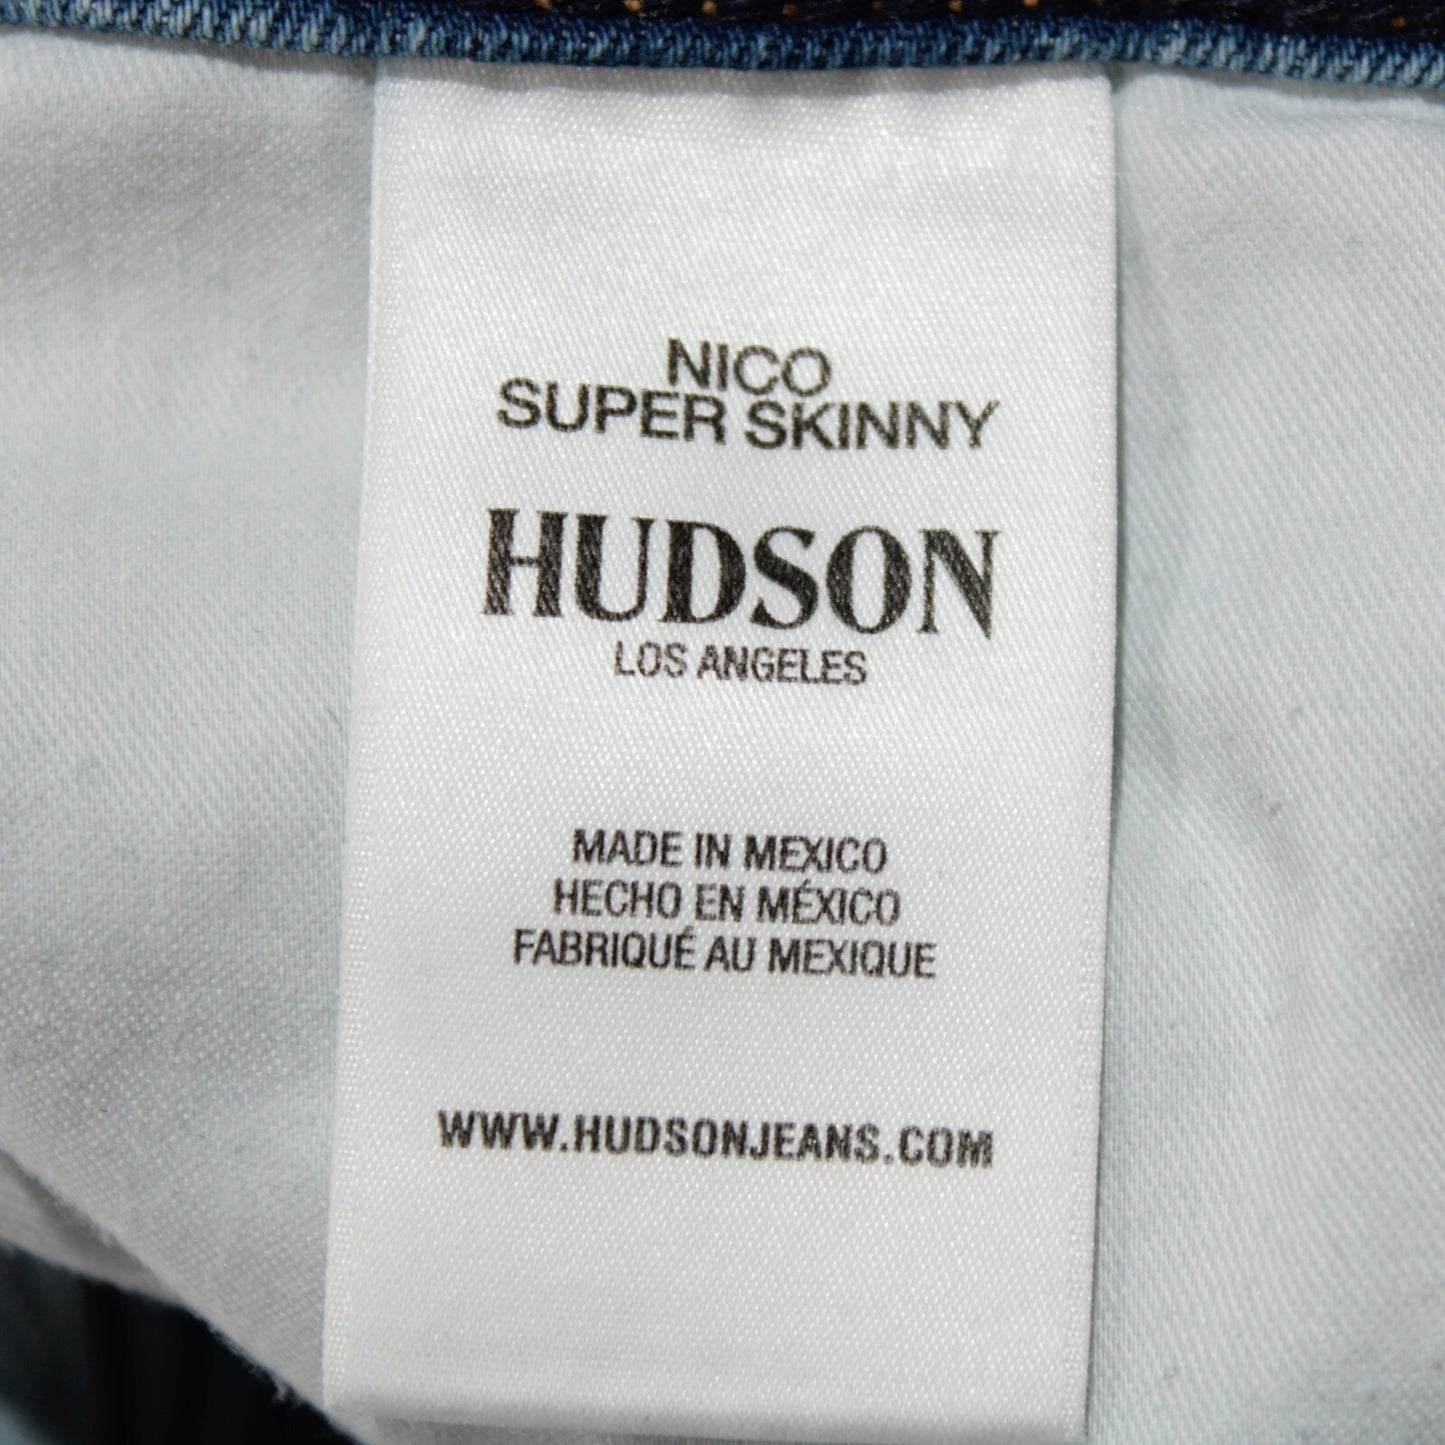 NICO
SUPER SKINNY
HUDSON
LOS ANGELES
MADE IN MEXICO
HECHO EN MÉXICO
FABRIQUÉ AU MEXIQUE
WWW.HUDSONJEANS.COM